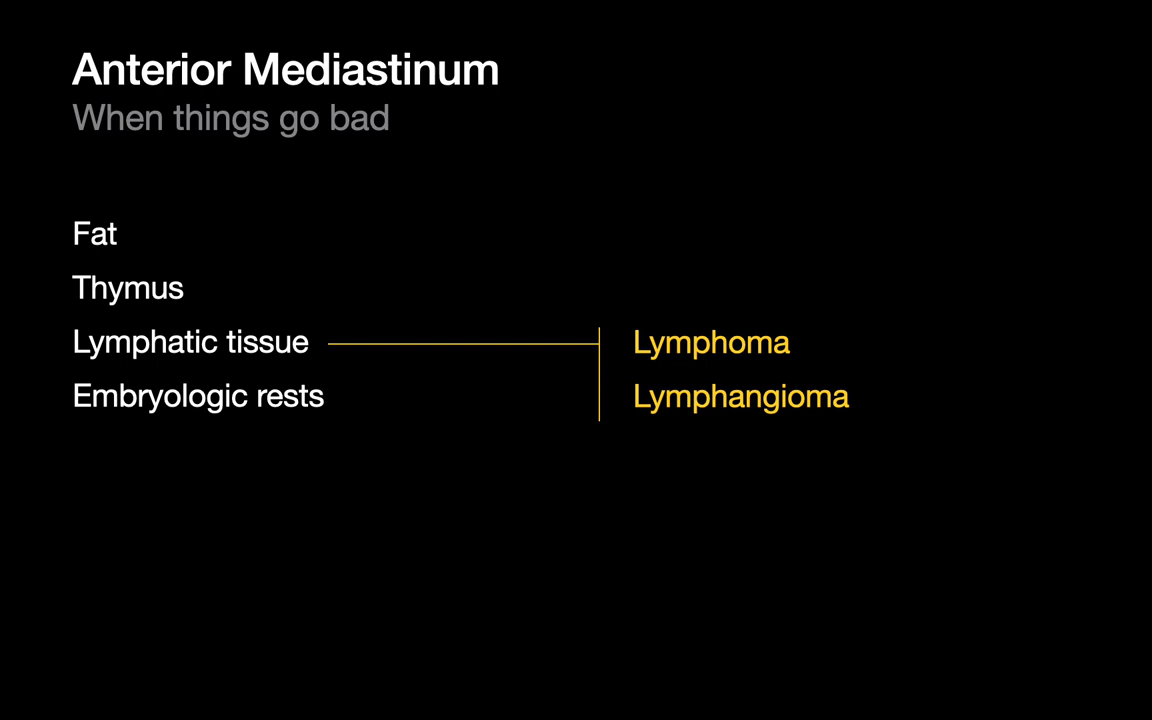 Anterior Mediastinum
When things go bad
Fat
Thymus
Lymphatic tissue
Lymphoma
Embryologic rests
Lymphangioma